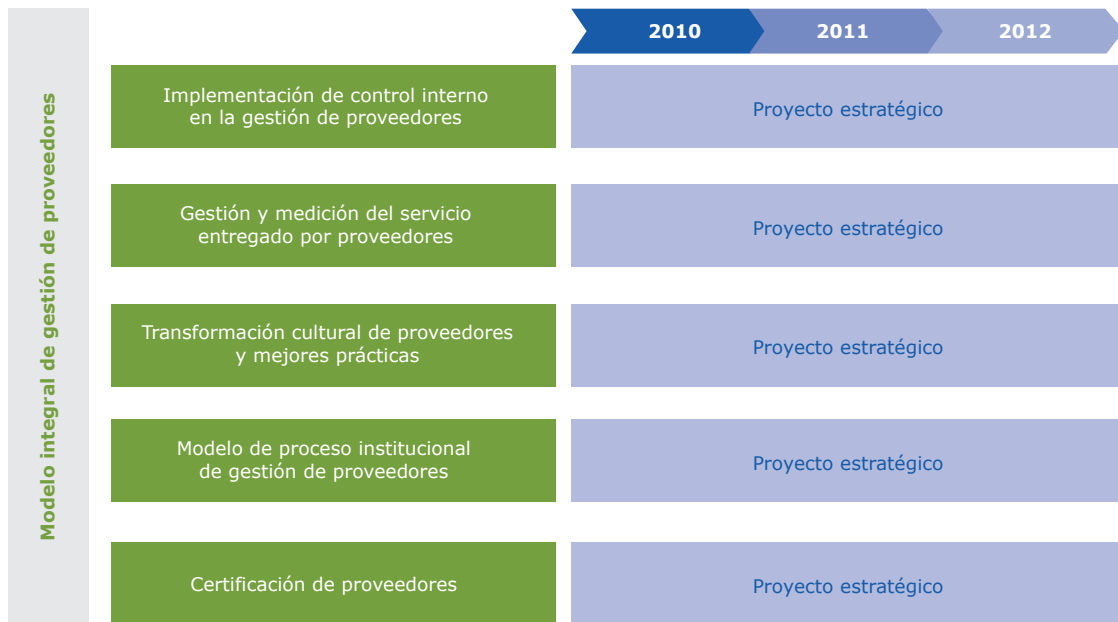 2010 2011 2012
Modelo integral de gestión de proveedores
Implementación de control interno
en la gestión de proveedores
Proyecto estratégico
Gestión y medición del servicio
entregado por proveedores
Proyecto estratégico
Transformación cultural de proveedores
y mejores prácticas
Proyecto estratégico
Modelo de proceso institucional
de gestión de proveedores
Proyecto estratégico
Certificación de proveedores
Proyecto estratégico